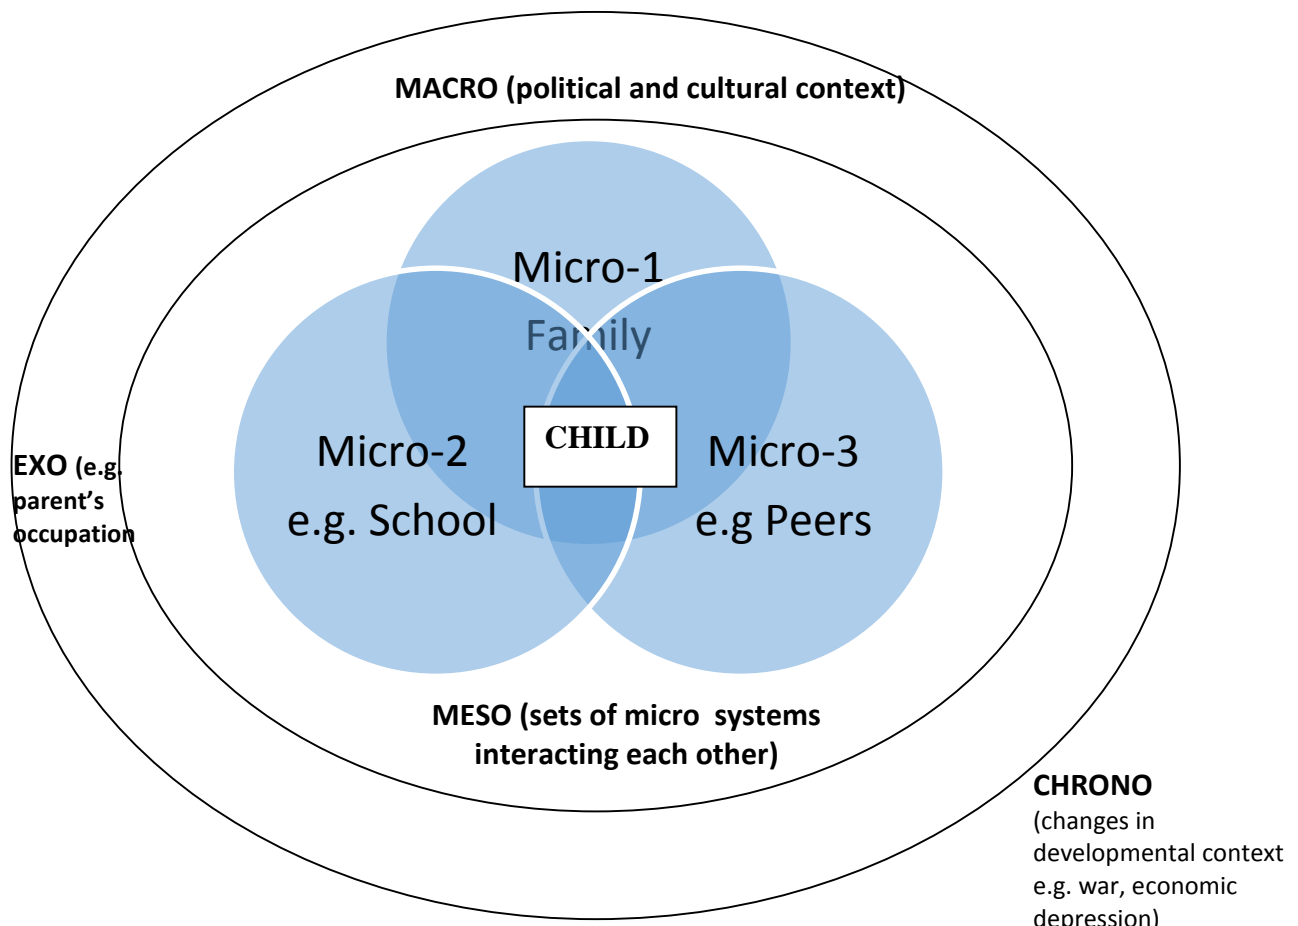 MACRO (political and cultural context)
Micro-1
Family
CHILD
Micro-2
e.g. School
Micro-3
e.g Peers
EXO (e.g.
parent’s
occupation
MESO (sets of micro  systems
interacting each other)
CHRONO
(changes in
developmental context
e.g. war, economic
depression)